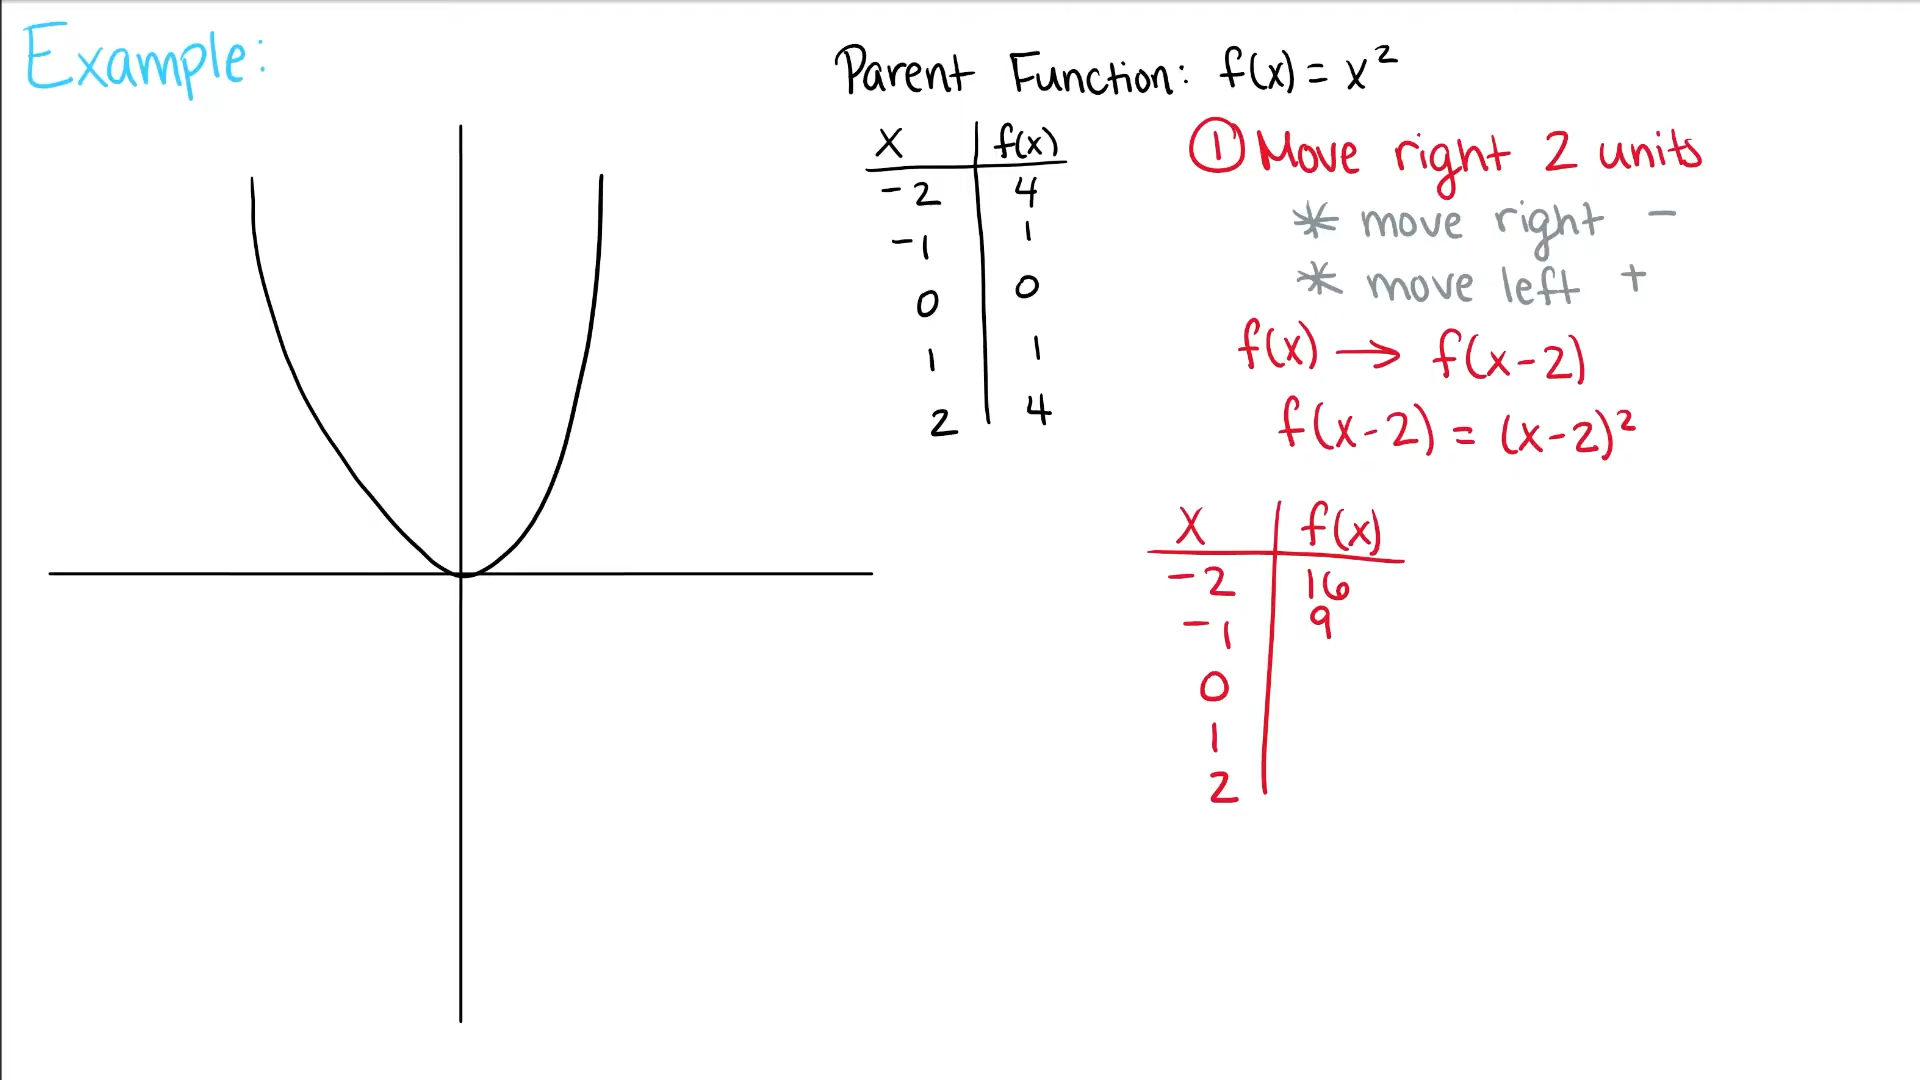 Example:
Parent Function: f(x) = x²
x f(x)
-2 4
-1 1
0 0
1 1
2 4
① Move right 2 units
* move right -
* move left +
f(x) → f(x-2)
f(x-2) = (x-2)²
x f(x)
-2 16
-1 9
0
1
2